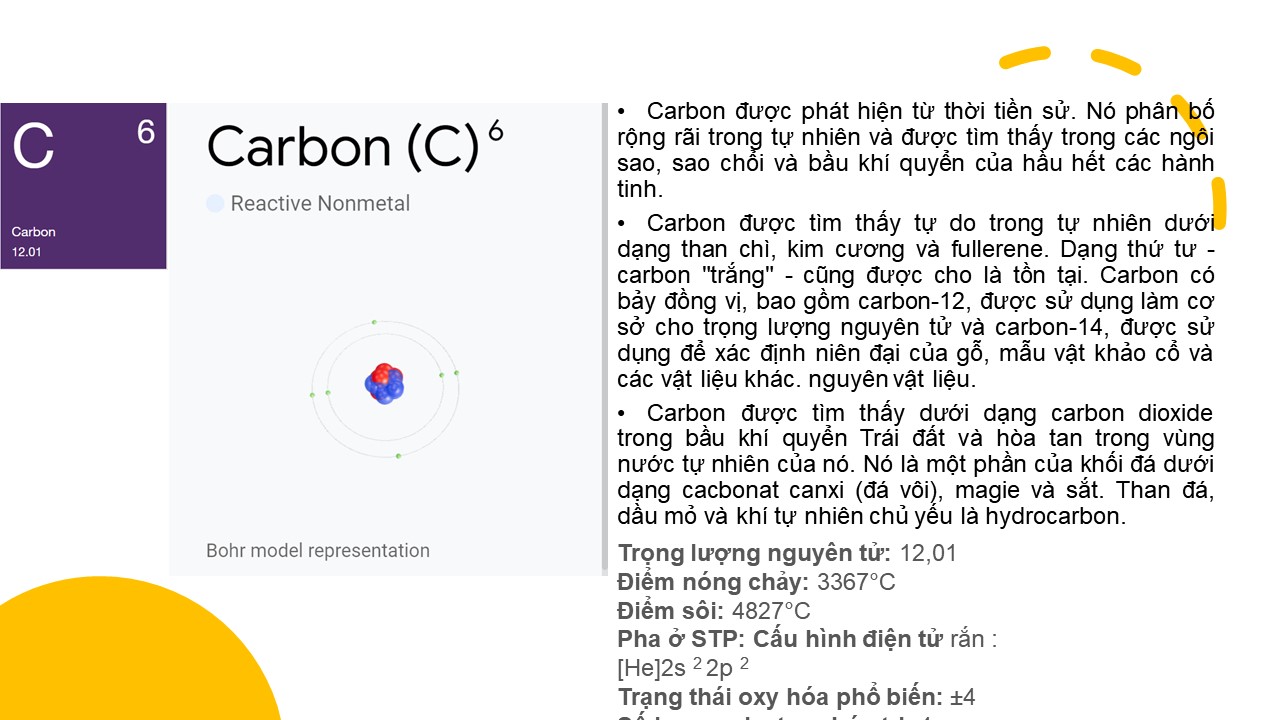 C 6
Carbon
12.01
Carbon (C) 6
Reactive Nonmetal
Bohr model representation
• Carbon được phát hiện từ thời tiền sử. Nó phân bố
rộng rãi trong tự nhiên và được tìm thấy trong các ngôi
sao, sao chổi và bầu khí quyển của hầu hết các hành
tinh.
• Carbon được tìm thấy tự do trong tự nhiên dưới
dạng than chì, kim cương và fullerene. Dạng thứ tư -
carbon "trắng" - cũng được cho là tồn tại. Carbon có
bảy đồng vị, bao gồm carbon-12, được sử dụng làm cơ
sở cho trọng lượng nguyên tử và carbon-14, được sử
dụng để xác định niên đại của gỗ, mẫu vật khảo cổ và
các vật liệu khác. nguyên vật liệu.
• Carbon được tìm thấy dưới dạng carbon dioxide
trong bầu khí quyển Trái đất và hòa tan trong vùng
nước tự nhiên của nó. Nó là một phần của khối đá dưới
dạng cacbonat canxi (đá vôi), magie và sắt. Than đá,
dầu mỏ và khí tự nhiên chủ yếu là hydrocarbon.
Trọng lượng nguyên tử: 12,01
Điểm nóng chảy: 3367°C
Điểm sôi: 4827°C
Pha ở STP: Cấu hình điện tử rắn :
[He]2s 2 2p 2
Trạng thái oxy hóa phổ biến: ±4